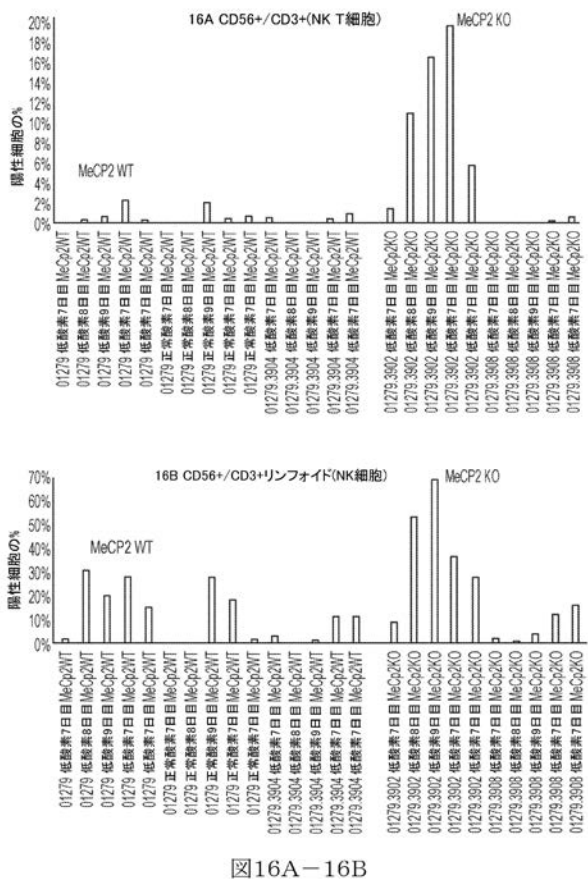 16A CD56+/CD3+(NK T細胞)
MeCP2 KO
陽性細胞の%
20%
18%
16%
14%
12%
10%
8%
6%
4%
2%
0%
MeCP2 WT
01279 低酸素7日目 MeCp2WT
01279 低酸素8日目 MeCp2WT
01279 低酸素9日目 MeCp2WT
01279 低酸素7日目 MeCp2WT
01279 低酸素7日目 MeCp2WT
01279 正常酸素7日目 MeCp2WT
01279 正常酸素8日目 MeCp2WT
01279 正常酸素9日目 MeCp2WT
01279 正常酸素7日目 MeCp2WT
01279 正常酸素7日目 MeCp2WT
01279.3904 低酸素7日目 MeCp2WT
01279.3904 低酸素8日目 MeCp2WT
01279.3904 低酸素9日目 MeCp2WT
01279.3904 低酸素7日目 MeCp2WT
01279.3904 低酸素7日目 MeCp2WT
01279.3902 低酸素7日目 MeCp2KO
01279.3902 低酸素8日目 MeCp2KO
01279.3902 低酸素9日目 MeCp2KO
01279.3902 低酸素7日目 MeCp2KO
01279.3902 低酸素7日目 MeCp2KO
01279.3908 低酸素7日目 MeCp2KO
01279.3908 低酸素8日目 MeCp2KO
01279.3908 低酸素9日目 MeCp2KO
01279.3908 低酸素7日目 MeCp2KO
01279.3908 低酸素7日目 MeCp2KO
16B CD56+/CD3+リンフォイド(NK細胞)
MeCP2 KO
陽性細胞の%
70%
60%
50%
40%
30%
20%
10%
0%
MeCP2 WT
01279 低酸素7日目 MeCp2WT
01279 低酸素8日目 MeCp2WT
01279 低酸素9日目 MeCp2WT
01279 低酸素7日目 MeCp2WT
01279 低酸素7日目 MeCp2WT
01279 正常酸素7日目 MeCp2WT
01279 正常酸素8日目 MeCp2WT
01279 正常酸素9日目 MeCp2WT
01279 正常酸素7日目 MeCp2WT
01279 正常酸素7日目 MeCp2WT
01279.3904 低酸素7日目 MeCp2WT
01279.3904 低酸素8日目 MeCp2WT
01279.3904 低酸素9日目 MeCp2WT
01279.3904 低酸素7日目 MeCp2WT
01279.3904 低酸素7日目 MeCp2WT
01279.3902 低酸素7日目 MeCp2KO
01279.3902 低酸素8日目 MeCp2KO
01279.3902 低酸素9日目 MeCp2KO
01279.3902 低酸素7日目 MeCp2KO
01279.3902 低酸素7日目 MeCp2KO
01279.3908 低酸素7日目 MeCp2KO
01279.3908 低酸素8日目 MeCp2KO
01279.3908 低酸素9日目 MeCp2KO
01279.3908 低酸素7日目 MeCp2KO
01279.3908 低酸素7日目 MeCp2KO
図16A－16B